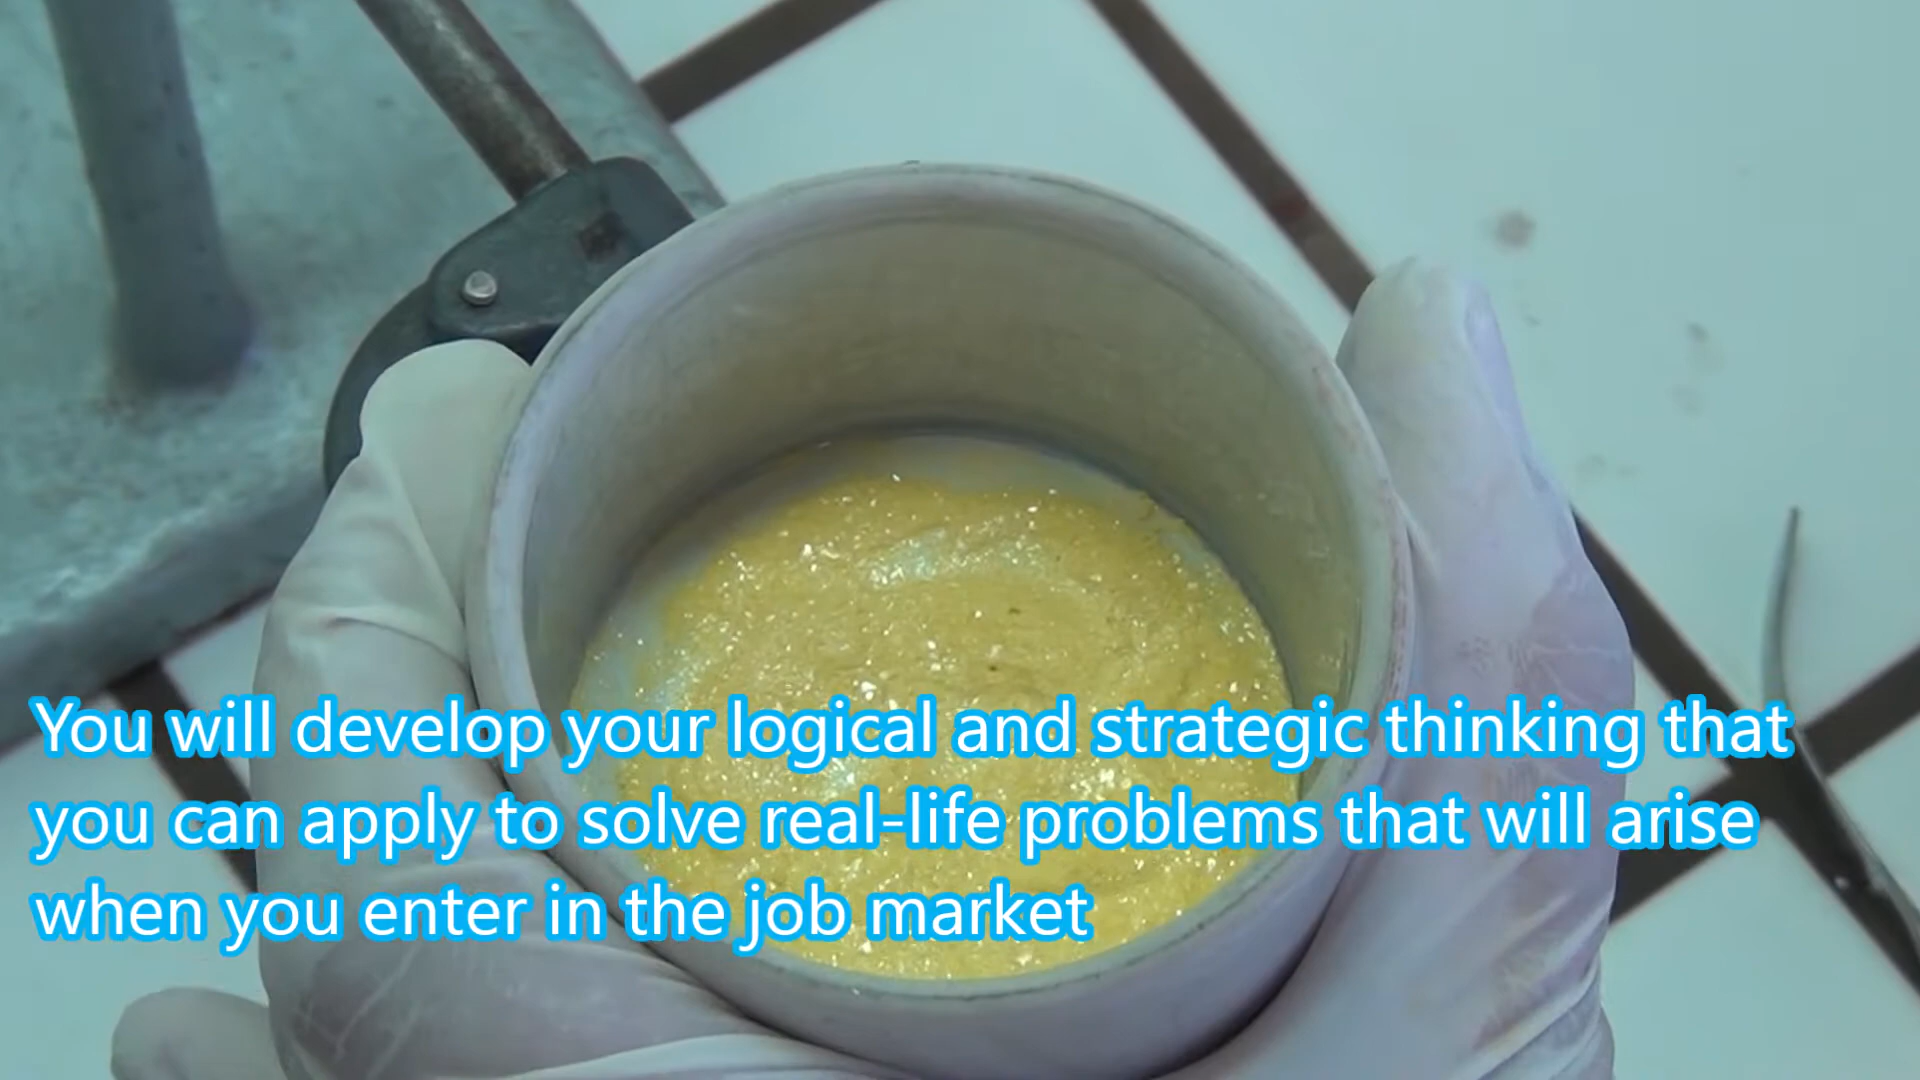 You will develop your logical and strategic thinking that
you can apply to solve real-life problems that will arise
when you enter in the job market